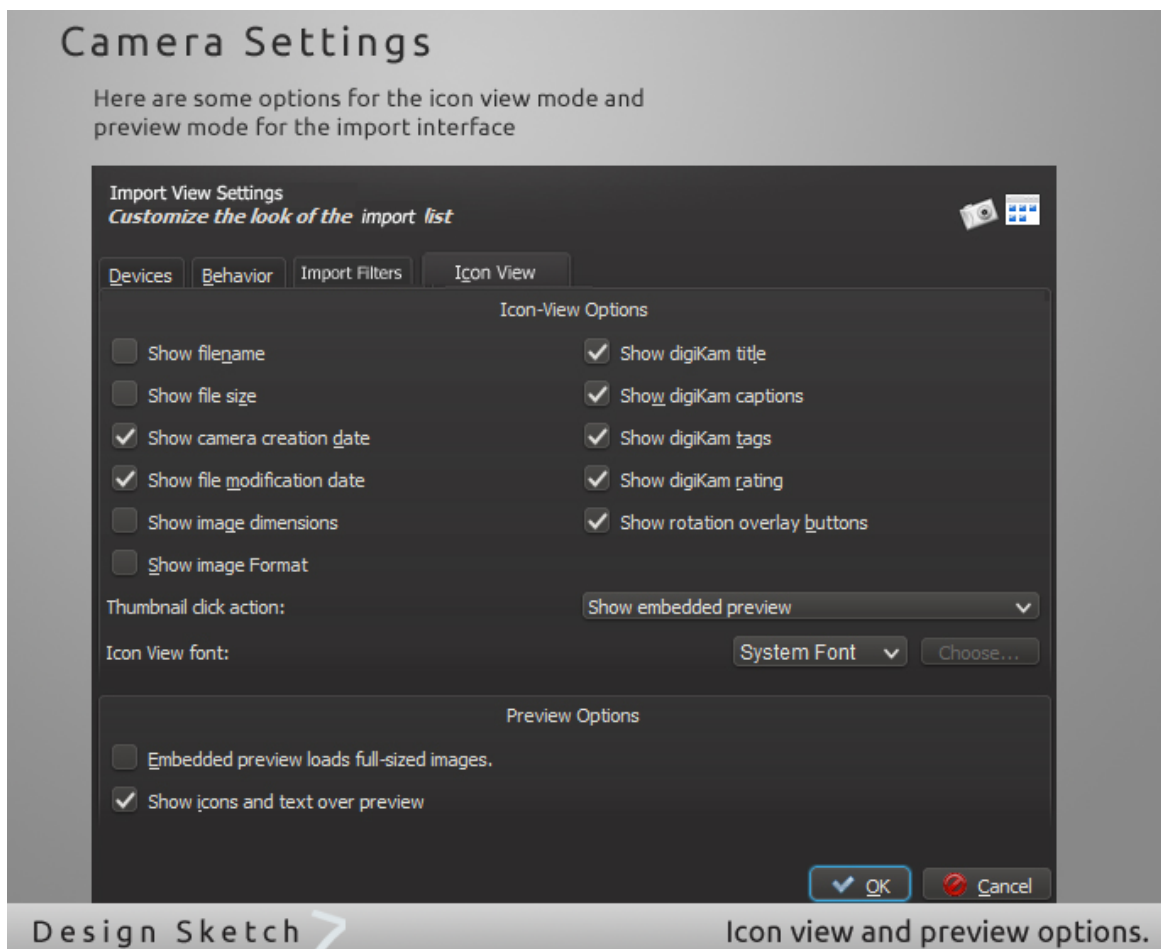 Camera Settings
Here are some options for the icon view mode and
preview mode for the import interface
Import View Settings
Customize the look of the import list
Devices Behavior Import Filters Icon View
Icon-View Options
Show filename Show digiKam title
Show file size Show digiKam captions
Show camera creation date Show digiKam tags
Show file modification date Show digiKam rating
Show image dimensions Show rotation overlay buttons
Show image Format
Thumbnail click action: Show embedded preview
Icon View font: System Font Choose...
Preview Options
Embedded preview loads full-sized images.
Show icons and text over preview
OK Cancel
Design Sketch 7 Icon view and preview options.